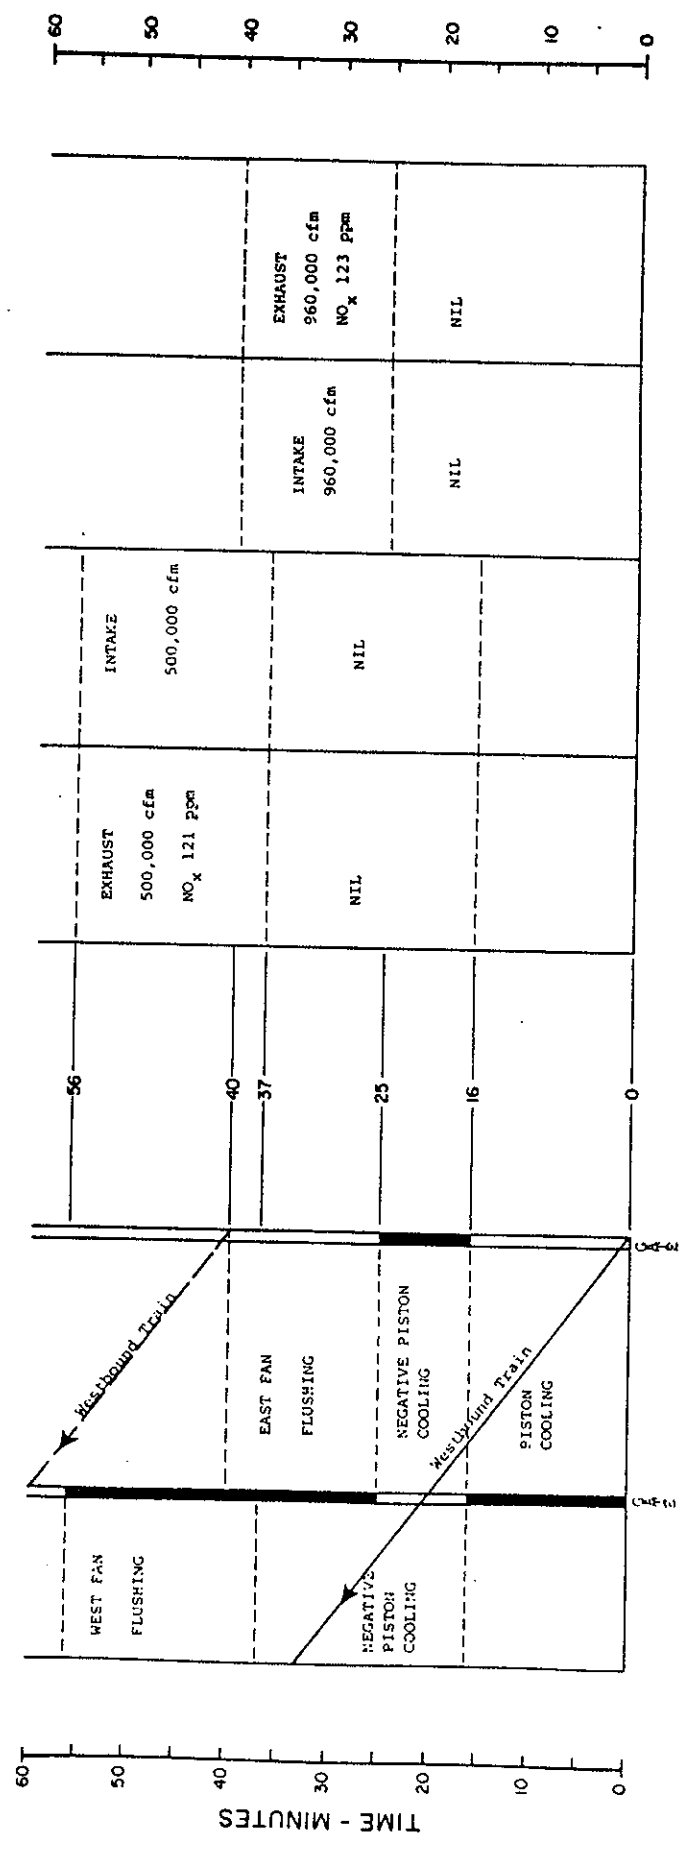 60
50
40
30
20
10
0
EXHAUST
960,000 cfm
NOx 123 ppm
NIL
INTAKE
960,000 cfm
NIL
INTAKE
500,000 cfm
NIL
EXHAUST
500,000 cfm
NOx 121 ppm
NIL
56
40
37
25
16
0
Westbound Train
EAST FAN
FLUSHING
NEGATIVE PISTON
COOLING
Westbound Train
PISTON
COOLING
WEST FAN
FLUSHING
NEGATIVE
PISTON
COOLING
60
50
40
30
20
10
0
TIME - MINUTES